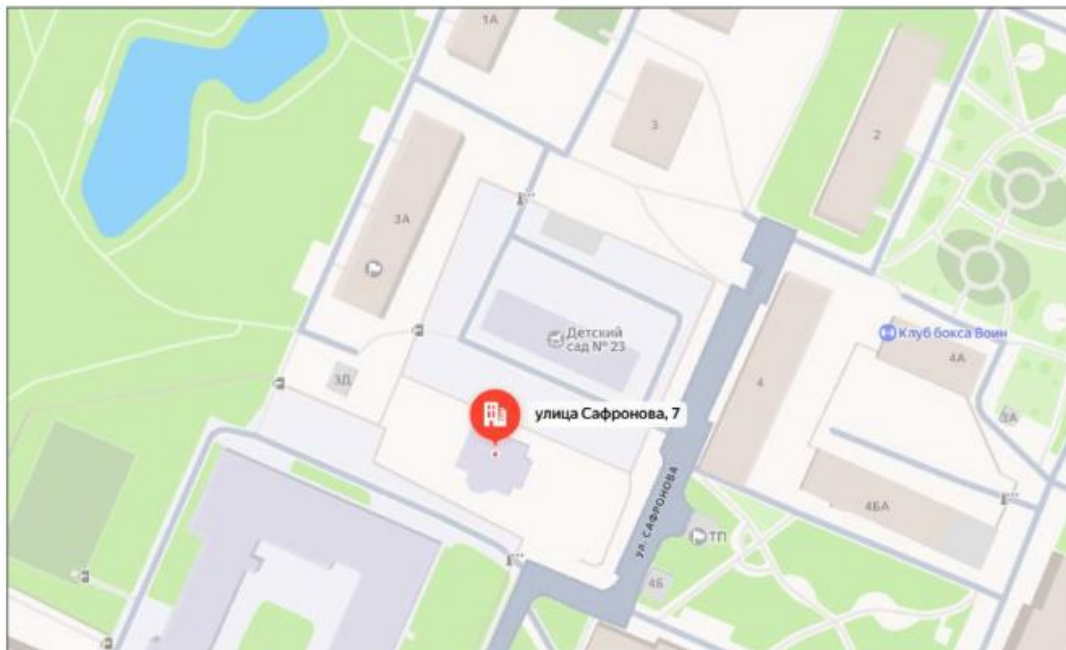 1А
3
2
3А
Детский
сад № 23
Клуб бокса Воин
4А
3Д
4
улица Сафронова, 7
3А
ул. САФРОНОВА
4БА
ТП
4Б